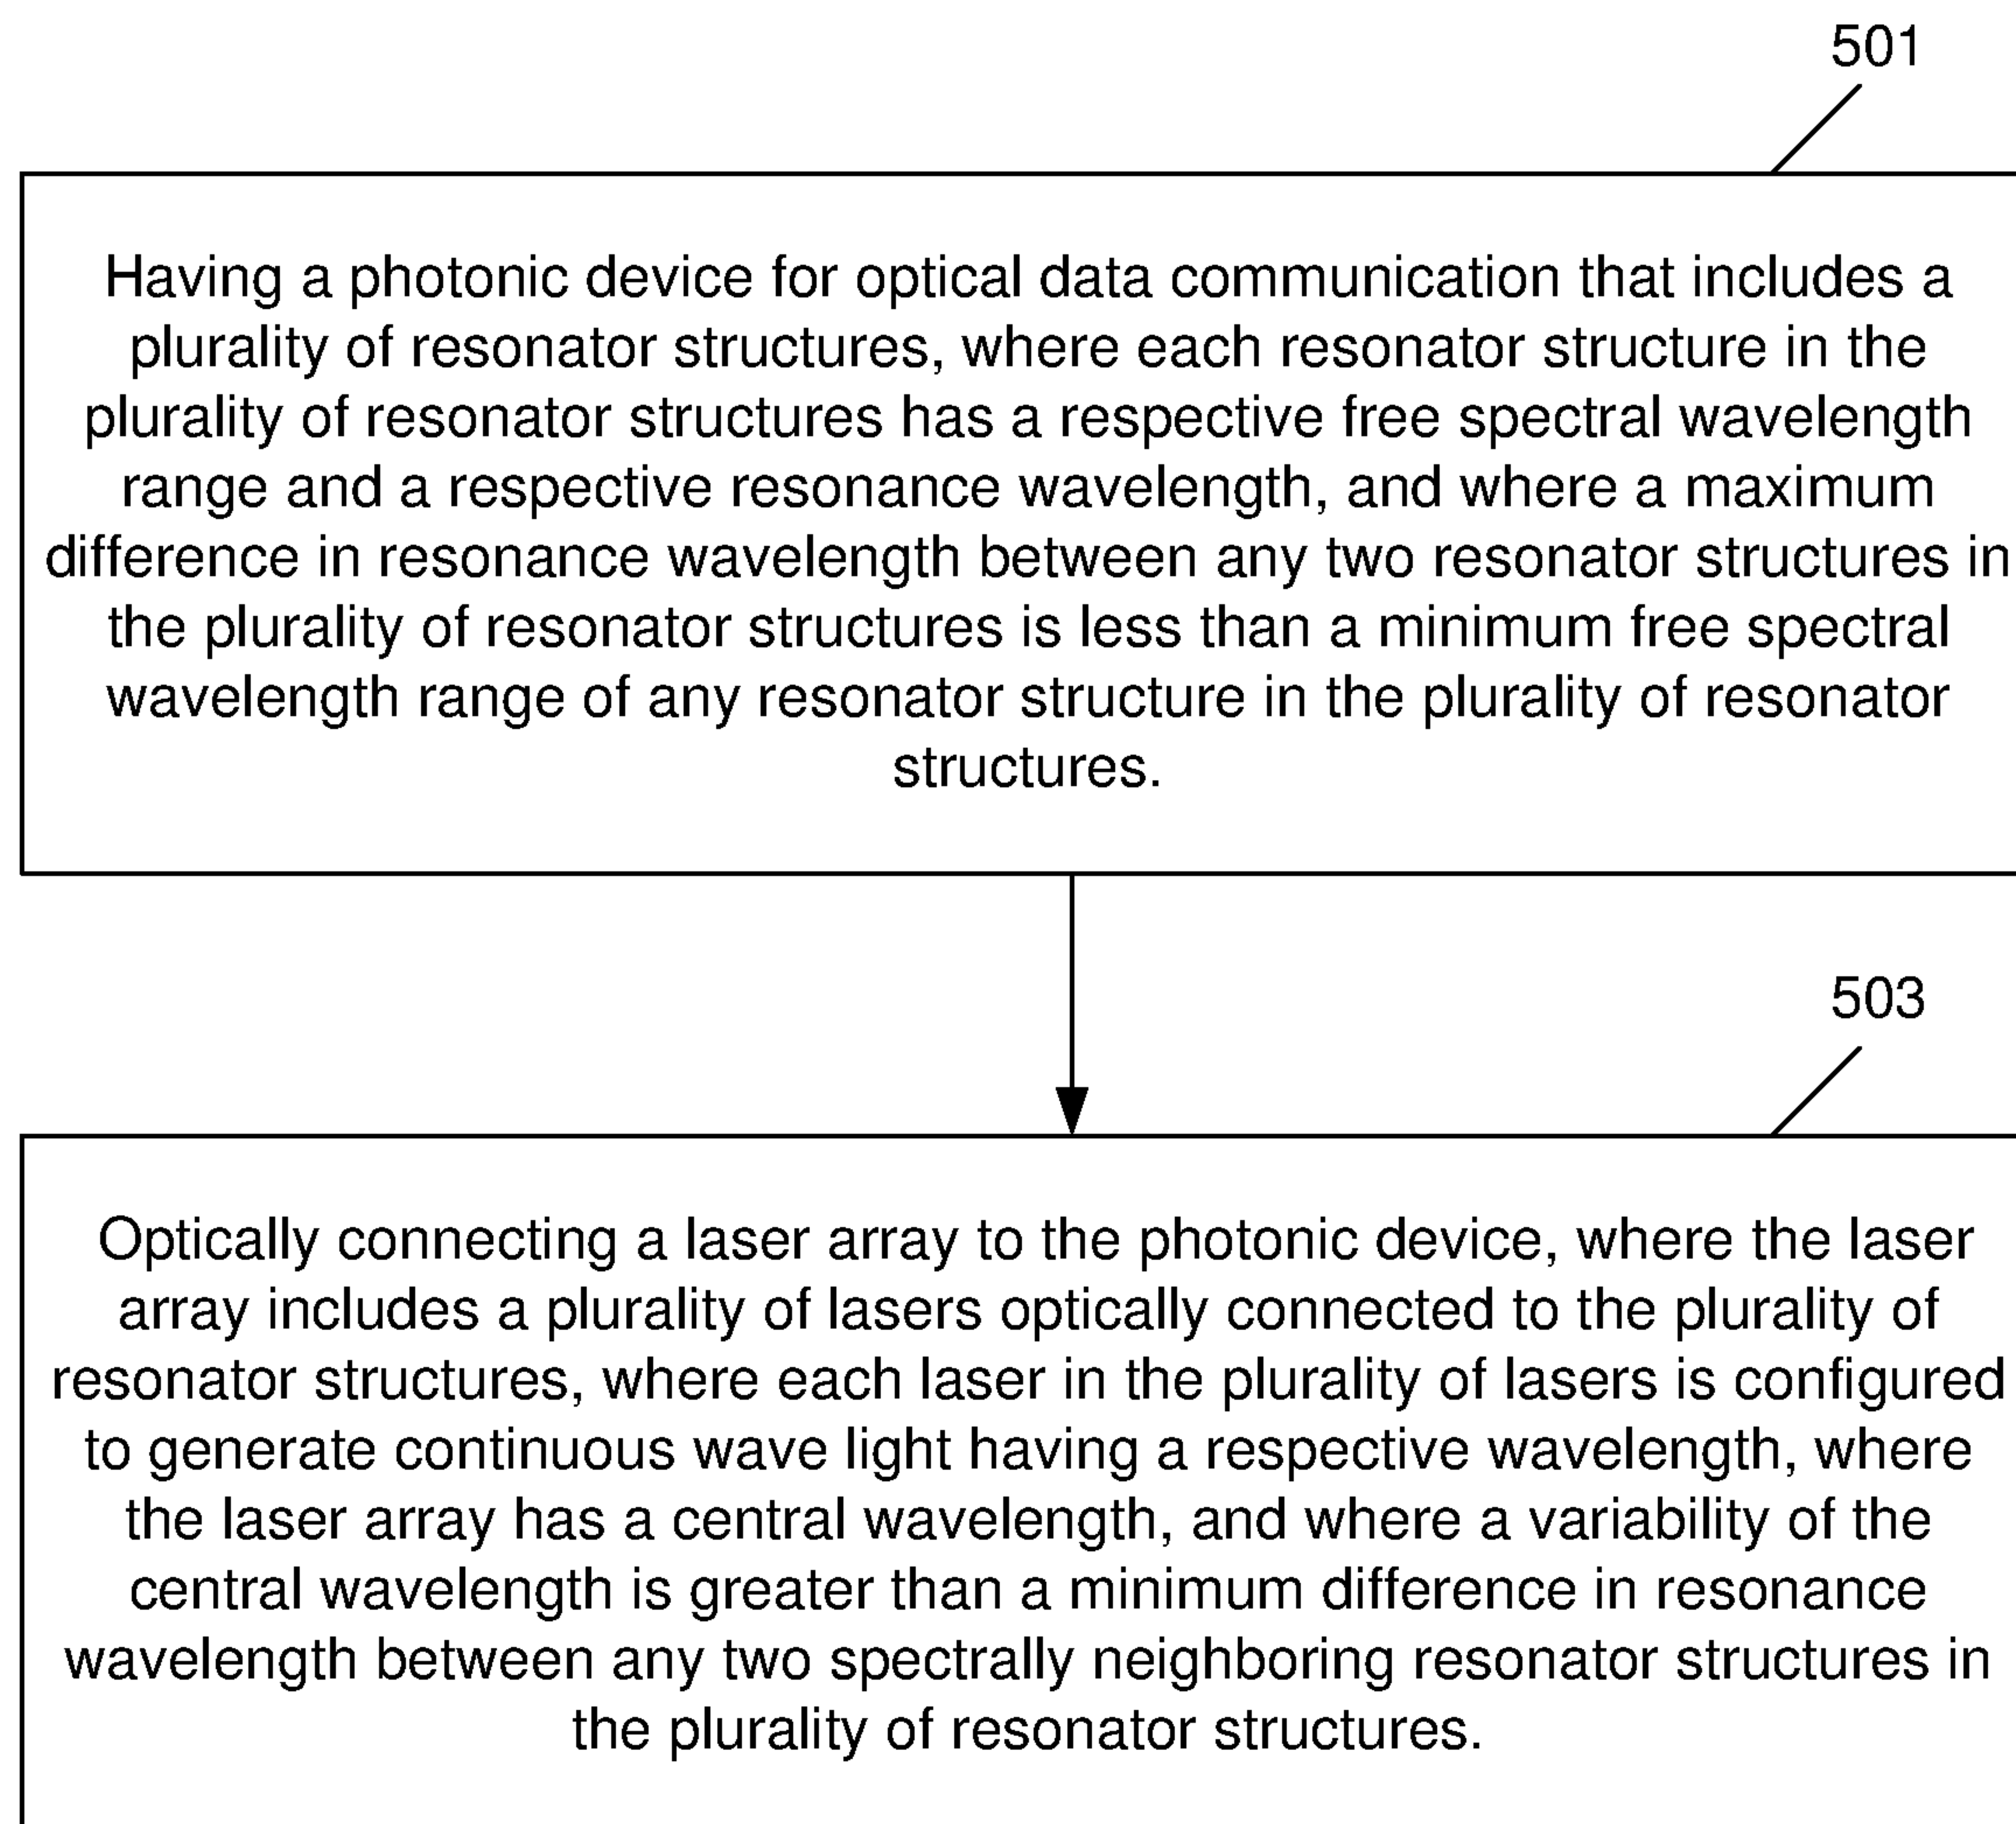 501
Having a photonic device for optical data communication that includes a
plurality of resonator structures, where each resonator structure in the
plurality of resonator structures has a respective free spectral wavelength
range and a respective resonance wavelength, and where a maximum
difference in resonance wavelength between any two resonator structures in
the plurality of resonator structures is less than a minimum free spectral
wavelength range of any resonator structure in the plurality of resonator
structures.
503
Optically connecting a laser array to the photonic device, where the laser
array includes a plurality of lasers optically connected to the plurality of
resonator structures, where each laser in the plurality of lasers is configured
to generate continuous wave light having a respective wavelength, where
the laser array has a central wavelength, and where a variability of the
central wavelength is greater than a minimum difference in resonance
wavelength between any two spectrally neighboring resonator structures in
the plurality of resonator structures.